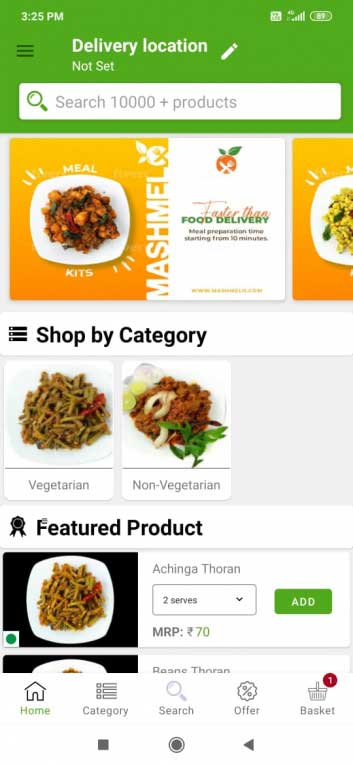 3:25 PM
89
Delivery location
Not Set
Search 10000 + products
MEAL
KITS
MASHMELK
Faster than
FOOD DELIVERY
Meal preparation time
starting from 10 minutes.
WWW.MASHMELK.COM
Shop by Category
Vegetarian
Non-Vegetarian
Featured Product
Achinga Thoran
2 serves
ADD
MRP: ₹70
Beans Thoran
1
Home
Category
Search
Offer
Basket